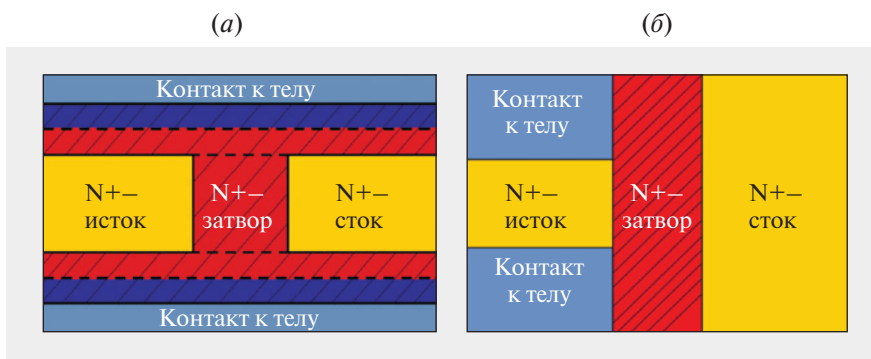 (а)
Контакт к телу
N+–
исток
N+–
затвор
N+–
сток
Контакт к телу
(б)
Контакт
к телу
N+–
исток
Контакт
к телу
N+–
затвор
N+–
сток